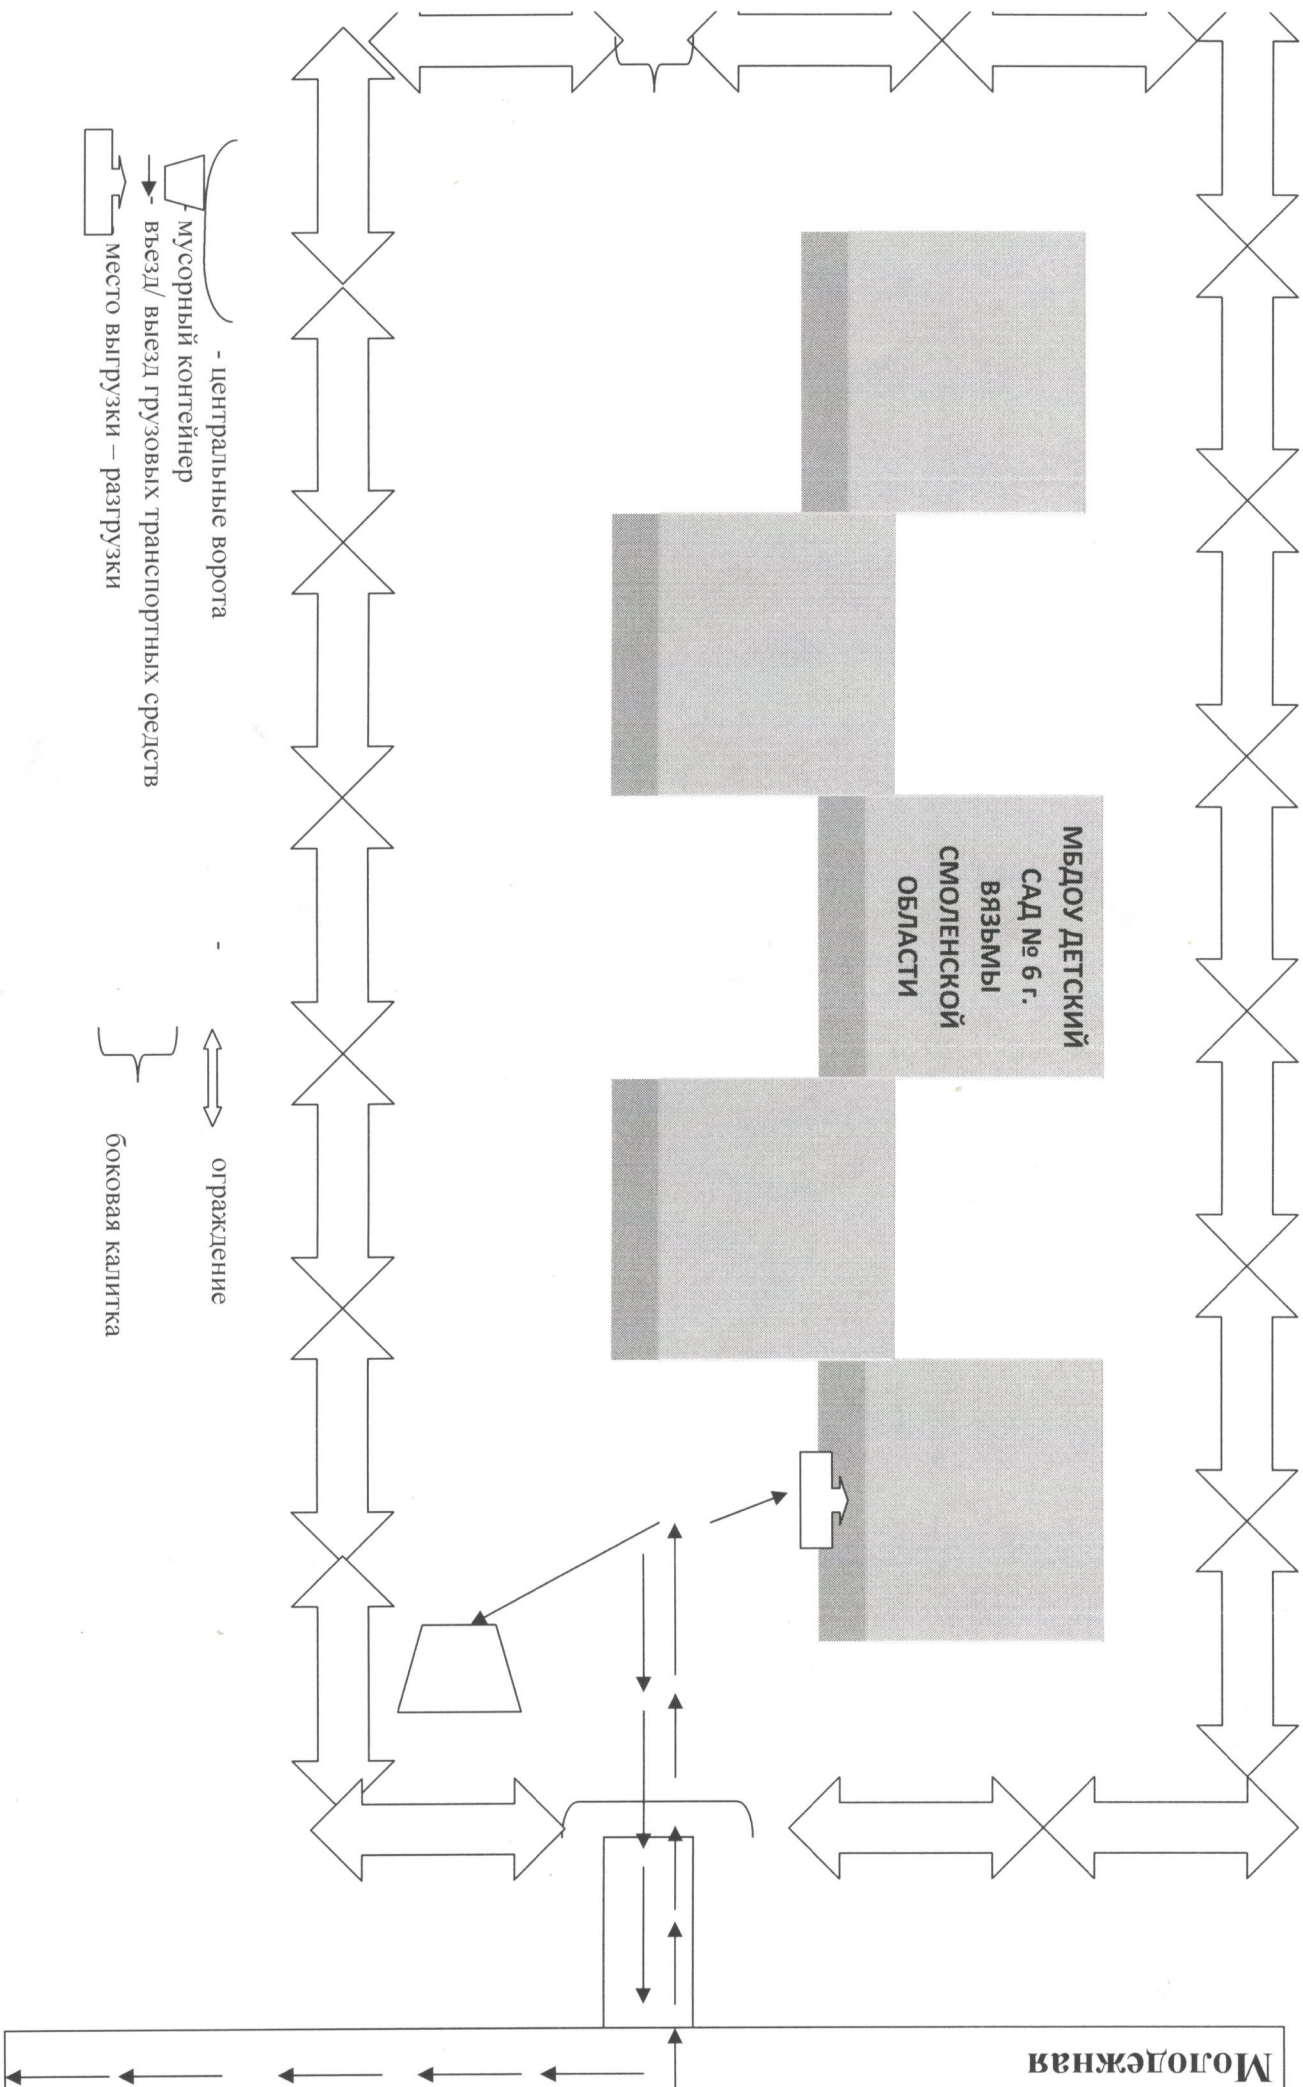 Молодежная
МБДОУ ДЕТСКИЙ
САД № 6 г.
ВЯЗЬМЫ
СМОЛЕНСКОЙ
ОБЛАСТИ
- центральные ворота
- мусорный контейнер
- въезд/ выезд грузовых транспортных средств
место выгрузки – разгрузки
-
ограждение
боковая калитка